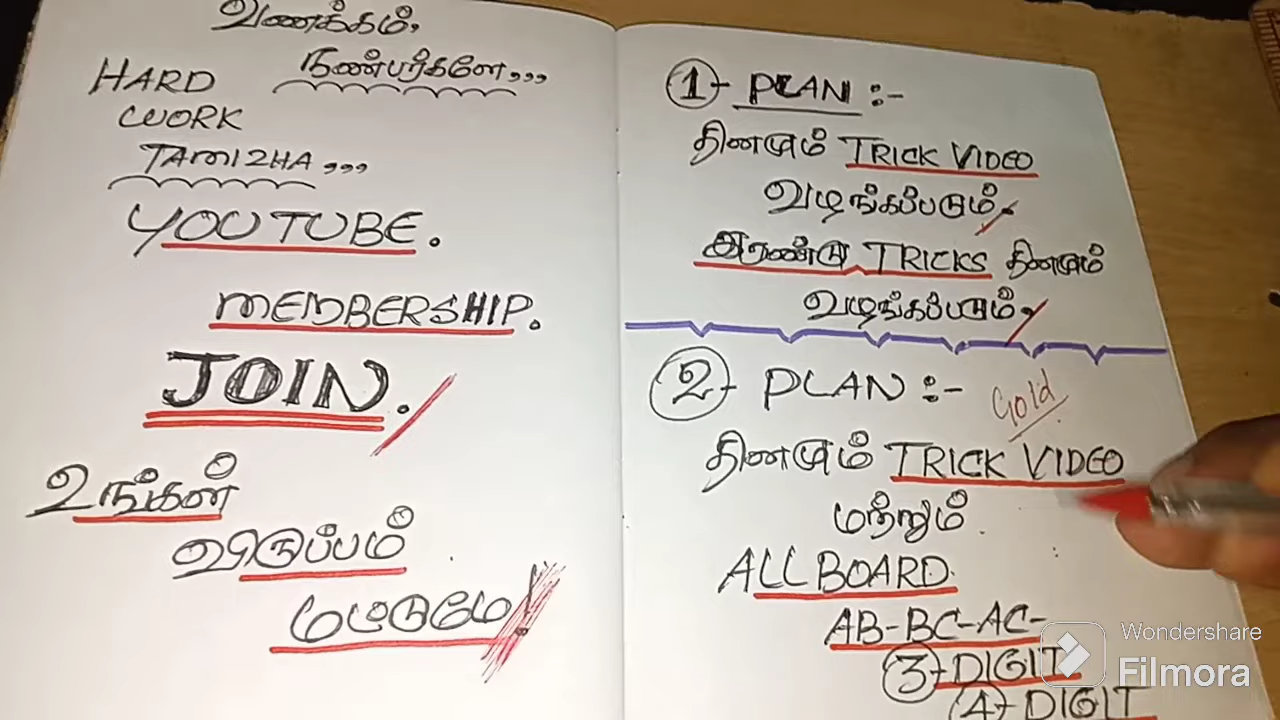 வணக்கம்,
நண்பர்களே,,,
HARD
WORK
TAMIZHA,,,
YOUTUBE.
MEMBERSHIP.
JOIN.
உங்கள்
விருப்பம்
மட்டுமே!
1- PLAN :-
தினமும் TRICK VIDEO
வழங்கப்படும்.
இரண்டு TRICKS தினமும்
வழங்கப்படும்.
2- PLAN :-
Gold
தினமும் TRICK VIDEO
மற்றும்.
ALL BOARD.
AB-BC-AC-
3-DIGIT
4-DIGIT
Wondershare
Filmora